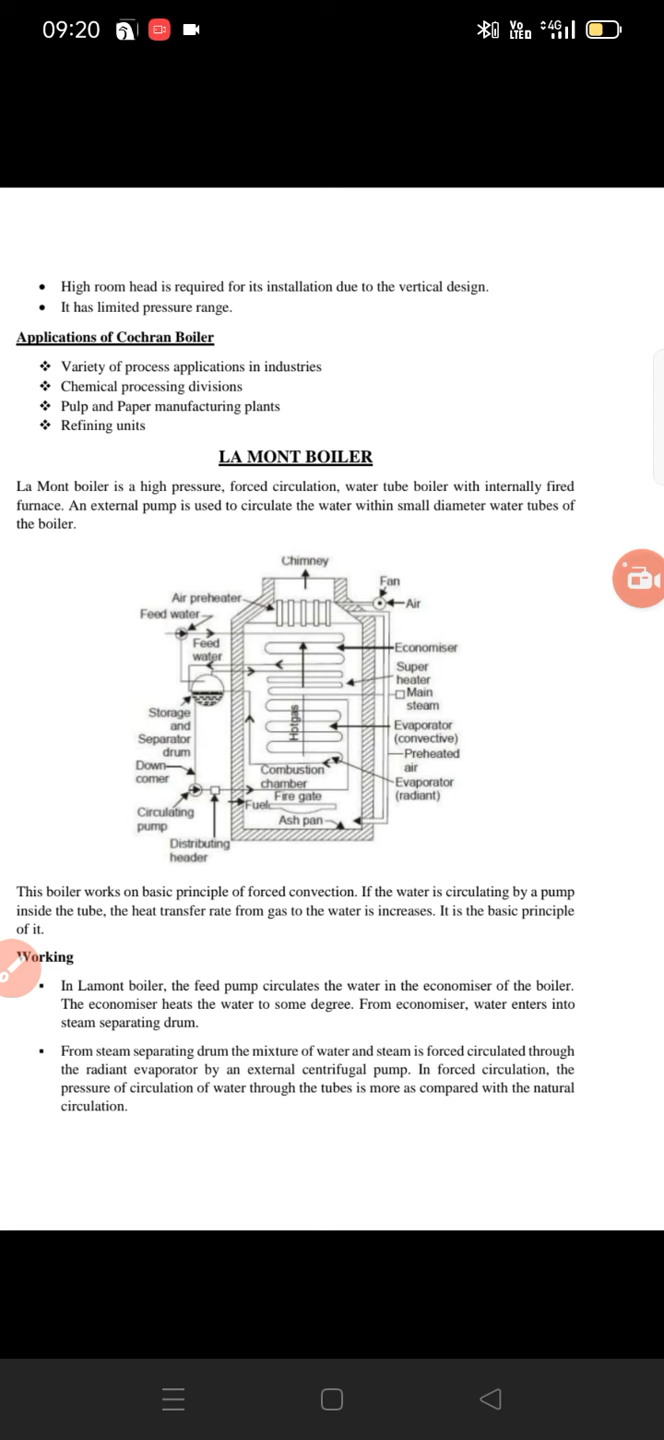 09:20
Vo
LTE
4G
• High room head is required for its installation due to the vertical design.
• It has limited pressure range.
Applications of Cochran Boiler
❖ Variety of process applications in industries
❖ Chemical processing divisions
❖ Pulp and Paper manufacturing plants
❖ Refining units
LA MONT BOILER
La Mont boiler is a high pressure, forced circulation, water tube boiler with internally fired
furnace. An external pump is used to circulate the water within small diameter water tubes of
the boiler.
Chimney
Fan
Air preheater
Air
Feed water
Feed
water
Economiser
Super
heater
Main
steam
Storage
and
Separator
drum
Hotgas
Evaporator
(convective)
Preheated
air
Down
comer
Combustion
chamber
Evaporator
(radiant)
Fire gate
Fuel
Circulating
pump
Ash pan
Distributing
header
This boiler works on basic principle of forced convection. If the water is circulating by a pump
inside the tube, the heat transfer rate from gas to the water is increases. It is the basic principle
of it.
Working
▪ In Lamont boiler, the feed pump circulates the water in the economiser of the boiler.
The economiser heats the water to some degree. From economiser, water enters into
steam separating drum.
▪ From steam separating drum the mixture of water and steam is forced circulated through
the radiant evaporator by an external centrifugal pump. In forced circulation, the
pressure of circulation of water through the tubes is more as compared with the natural
circulation.